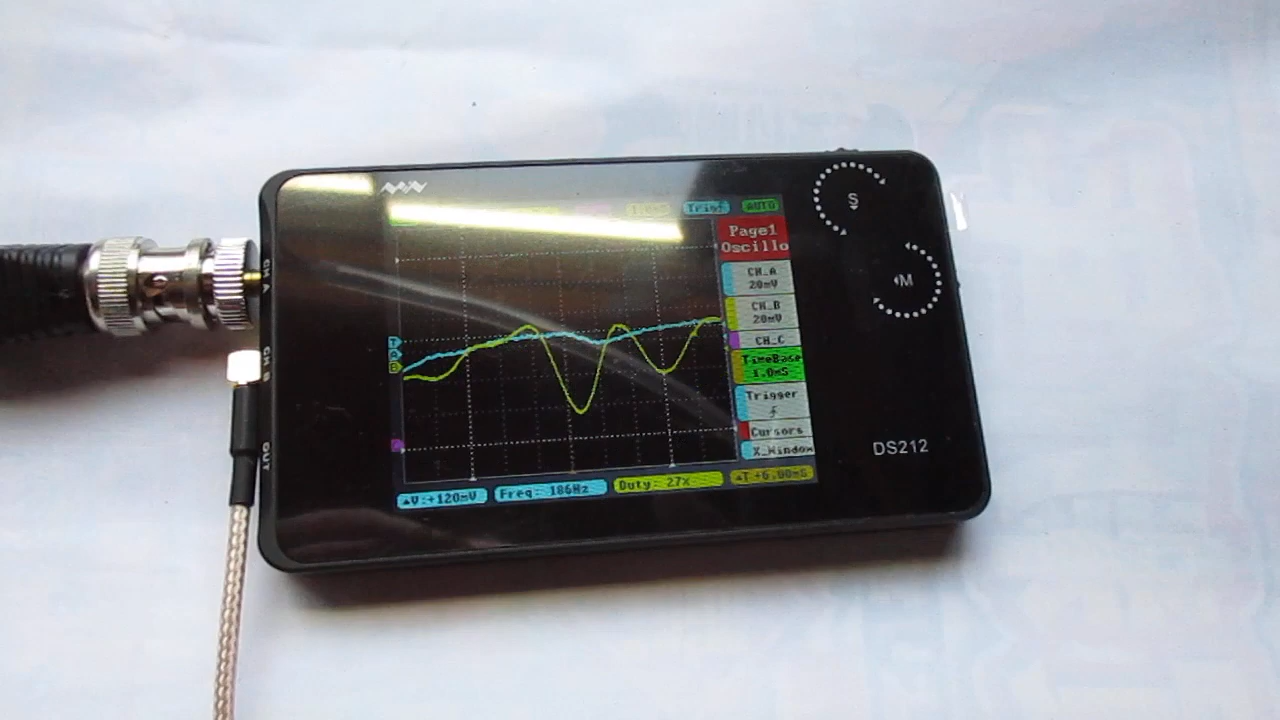 Trig∱ AUTO
Page1
Oscillo
CH_A
20mV
CH_B
20mV
CH_C
TimeBase
1.0mS
Trigger
∱
Cursors
X_Window
T
A
B
▲V:+120mV Freq: 186Hz Duty: 27% ▲T +6.00mS
CH A
CH B
OUT
S
M
DS212